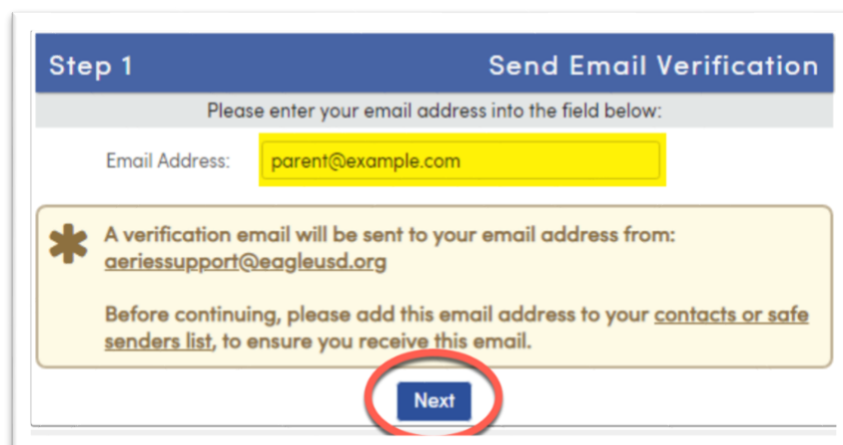 Step 1 Send Email Verification
Please enter your email address into the field below:
Email Address: parent@example.com
A verification email will be sent to your email address from:
aeriessupport@eagleusd.org
Before continuing, please add this email address to your contacts or safe
senders list, to ensure you receive this email.
Next